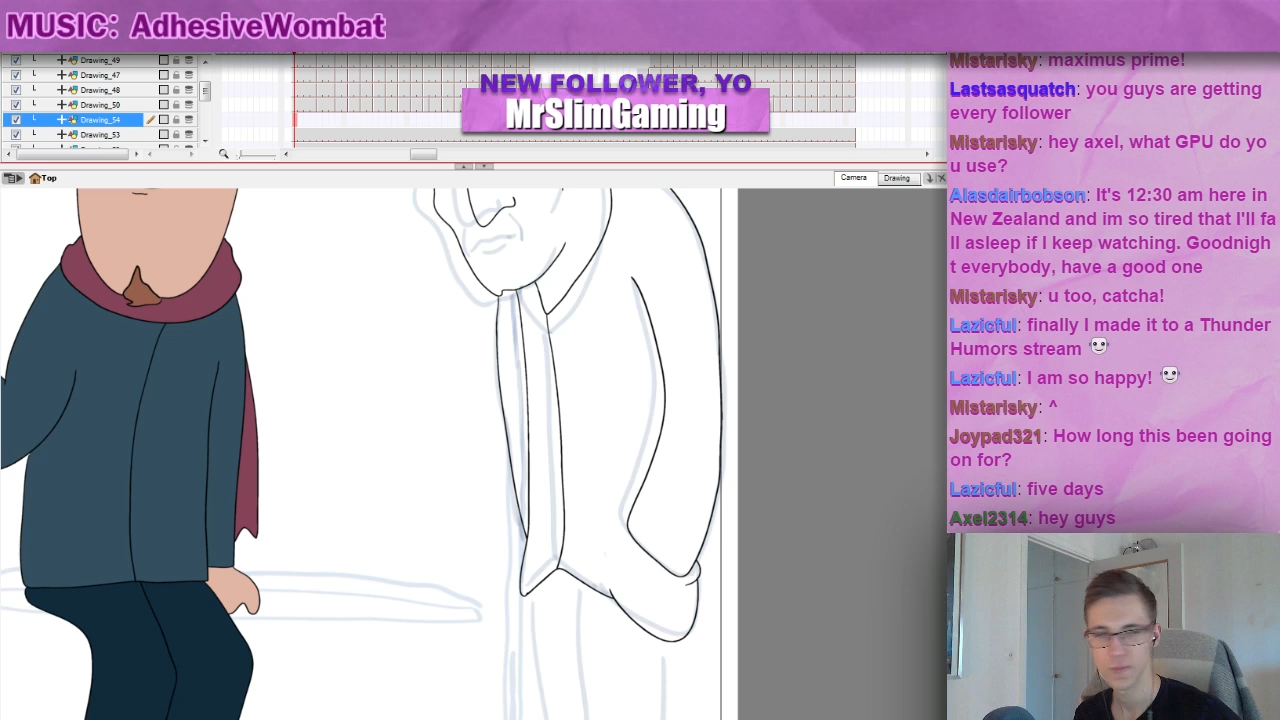 MUSIC: AdhesiveWombat
Drawing_49
Drawing_47
Drawing_48
Drawing_50
Drawing_54
Drawing_53
NEW FOLLOWER, YO
MrSlimGaming
Top
Camera
Drawing
Mistarisky: maximus prime!
Lastsasquatch: you guys are getting
every follower
Mistarisky: hey axel, what GPU do yo
u use?
Alasdairbobson: It's 12:30 am here in
New Zealand and im so tired that I'll fa
ll asleep if I keep watching. Goodnigh
t everybody, have a good one
Mistarisky: u too, catcha!
Lazicful: finally I made it to a Thunder
Humors stream
Lazicful: I am so happy!
Mistarisky: ^
Joypad321: How long this been going
on for?
Lazicful: five days
Axel2314: hey guys